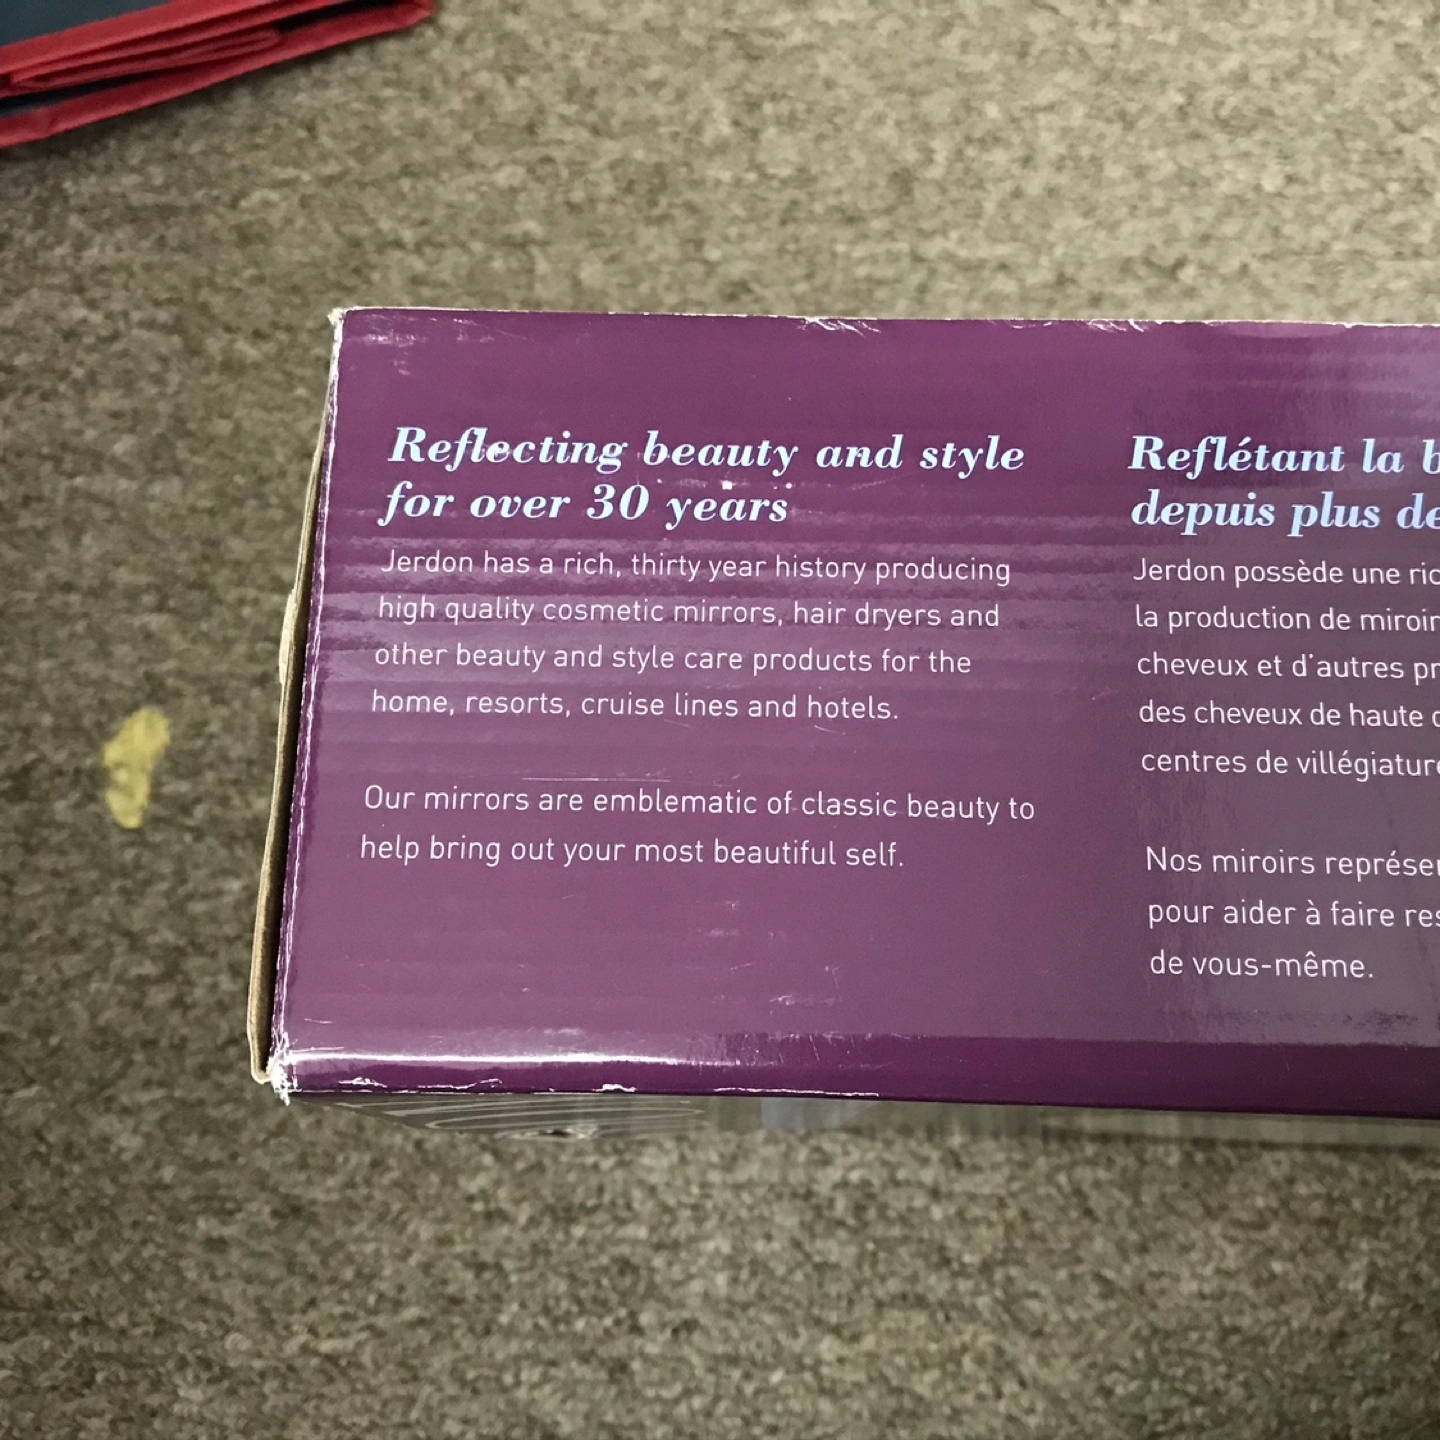 Reflecting beauty and style
for over 30 years
Jerdon has a rich, thirty year history producing
high quality cosmetic mirrors, hair dryers and
other beauty and style care products for the
home, resorts, cruise lines and hotels.
Our mirrors are emblematic of classic beauty to
help bring out your most beautiful self.
Reflétant la
depuis plus de
Jerdon possède une
la production de
cheveux et d'autres
des cheveux de haute
centres de
Nos miroirs
pour aider à faire
de vous-même.